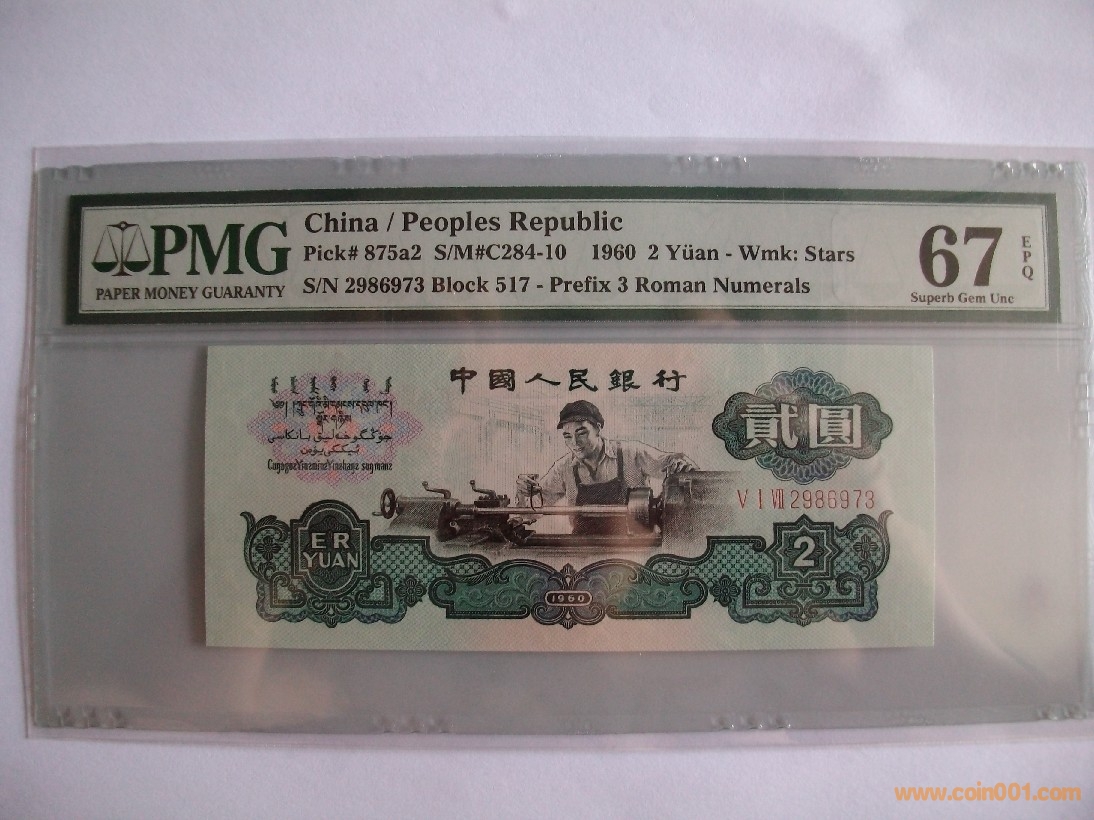 PMG
PAPER MONEY GUARANTY
China / Peoples Republic
Pick# 875a2 S/M#C284-10 1960 2 Yüan - Wmk: Stars
S/N 2986973 Block 517 - Prefix 3 Roman Numerals
67
EPQ
Superb Gem Unc
中國人民銀行
貳圓
V I VII 2986973
ER
YUAN
2
1960
www.coin001.com